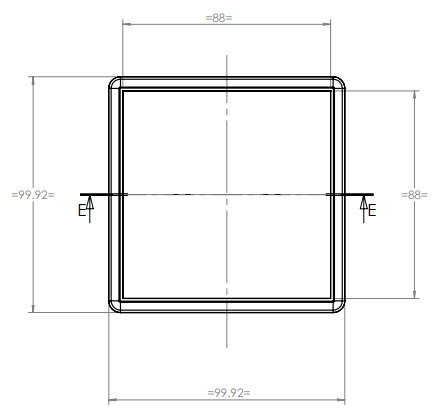 =88=
=99.92=
=88=
E
E
=99.92=